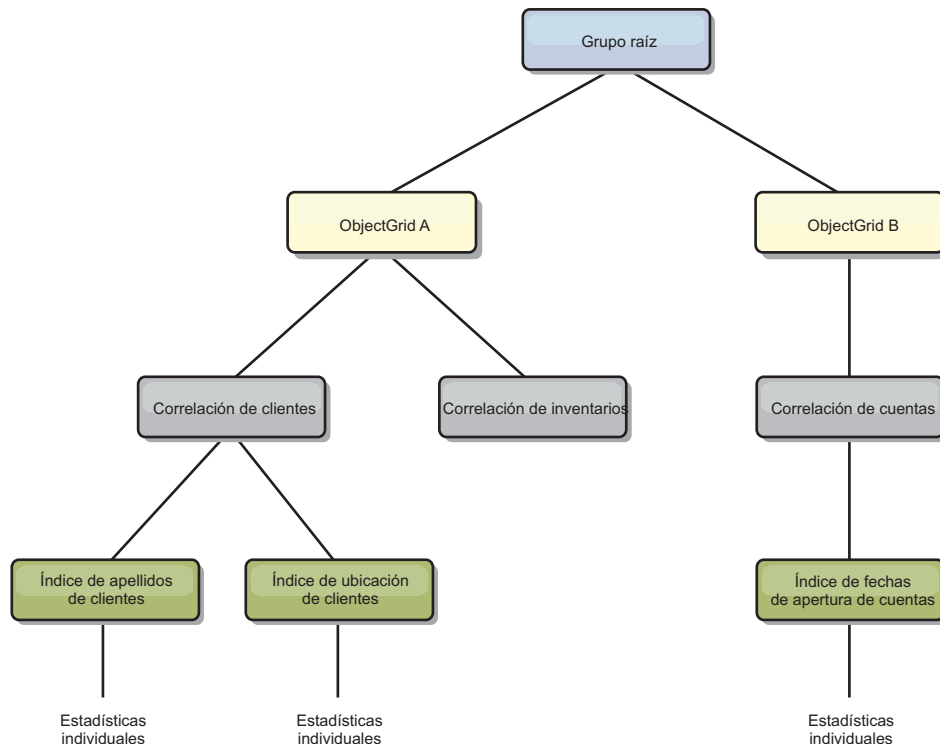 Grupo raíz
ObjectGrid A
ObjectGrid B
Correlación de clientes
Correlación de inventarios
Correlación de cuentas
Índice de apellidos
de clientes
Índice de ubicación
de clientes
Índice de fechas
de apertura de cuentas
Estadísticas
individuales
Estadísticas
individuales
Estadísticas
individuales